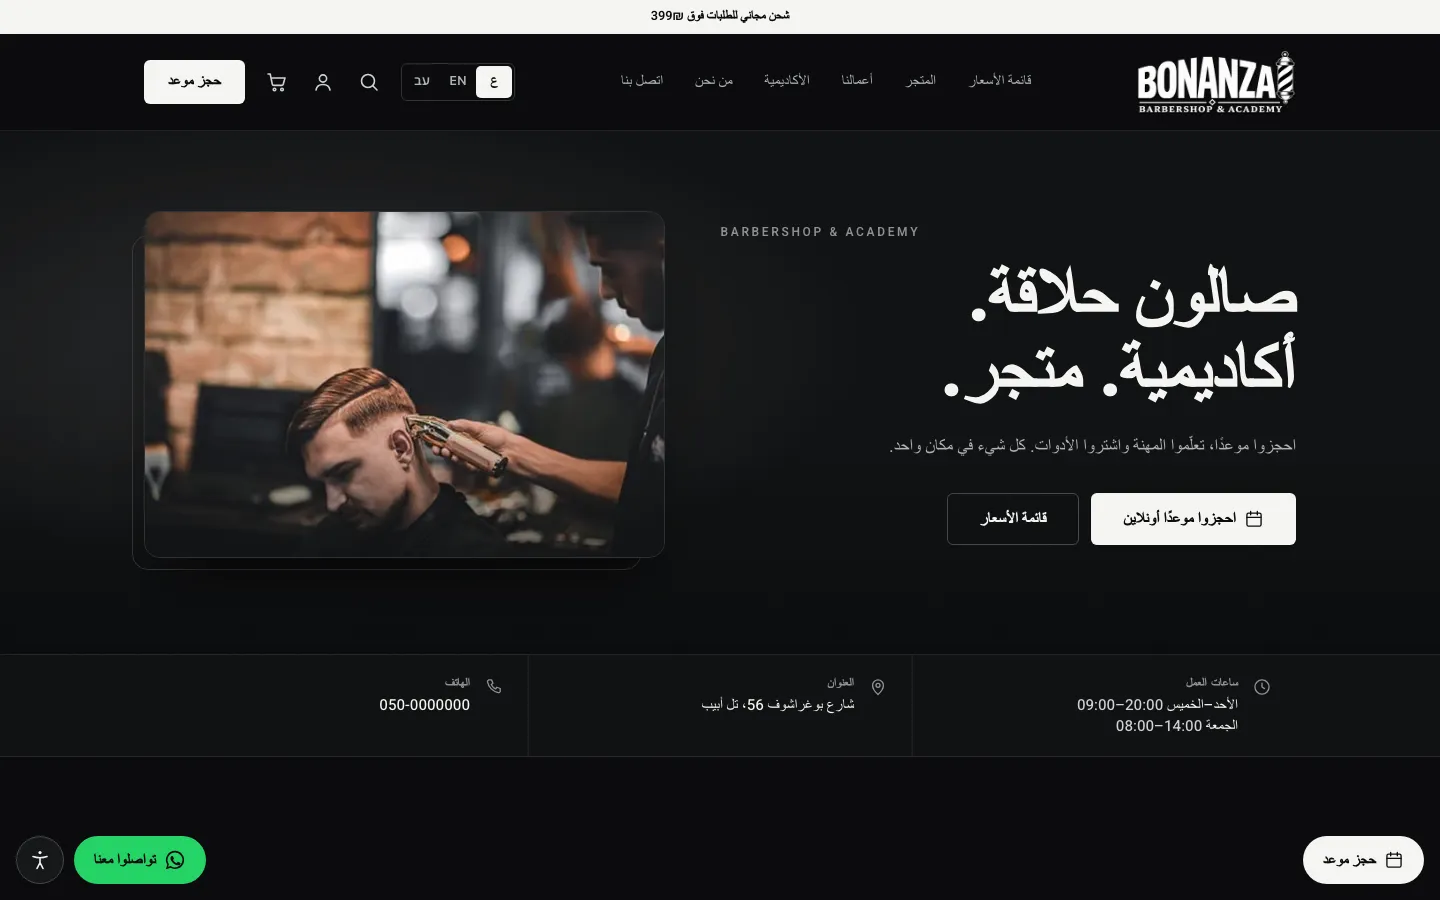 شحن مجاني للطلبات فوق ₪399
BONANZA
BARBERSHOP & ACADEMY
قائمة الأسعار
المتجر
أعمالنا
الأكاديمية
من نحن
اتصل بنا
ع
EN
עב
حجز موعد
BARBERSHOP & ACADEMY
صالون حلاقة.
أكاديمية. متجر.
احجزوا موعدًا، تعلّموا المهنة واشتروا الأدوات. كل شيء في مكان واحد.
احجزوا موعدًا أونلاين
قائمة الأسعار
ساعات العمل
الأحد–الخميس 20:00–09:00
الجمعة 14:00–08:00
العنوان
شارع بوغراشوف 56، تل أبيب
الهاتف
050-0000000
حجز موعد
تواصلوا معنا